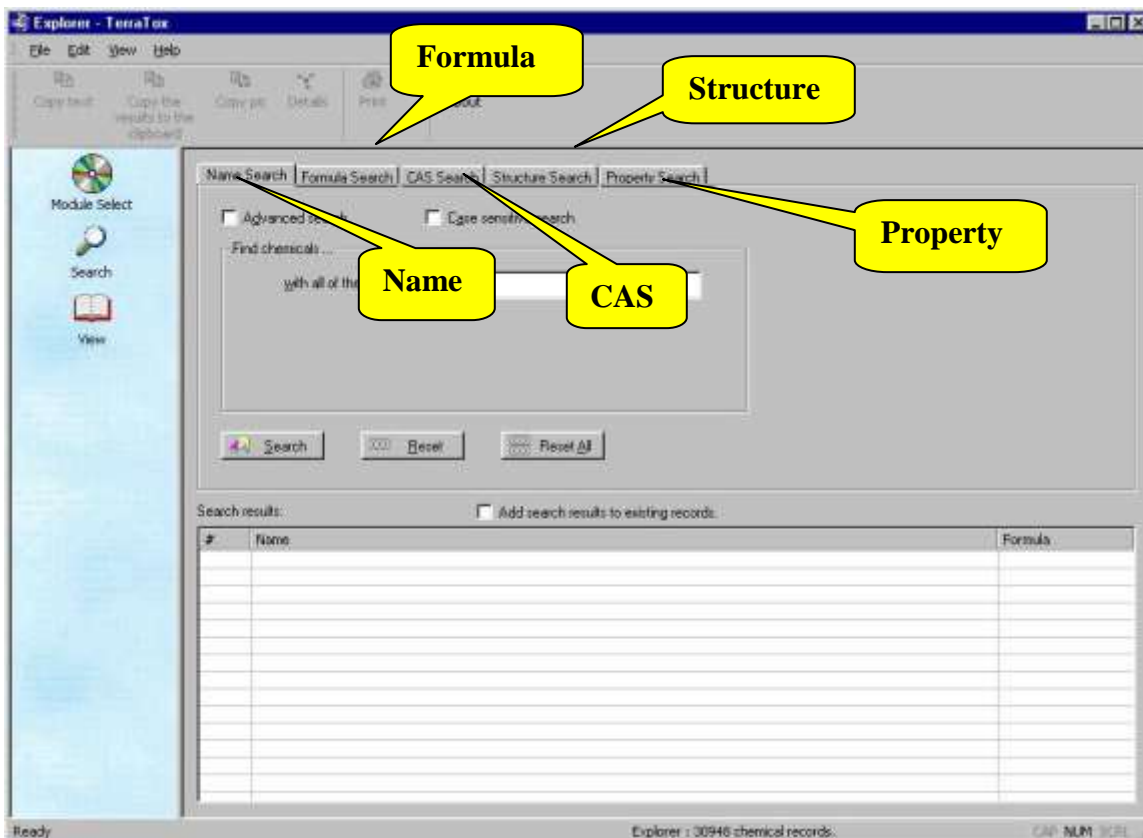 Explorer - TerraTox
File Edit View Help
Formula
Structure
Copy text Copy the results to the clipboard Copy pic Details Print
Name Search Formula Search CAS Search Structure Search Property Search
Module Select
Advanced search Case sensitive search
Property
Find chemicals ...
Search
with all of the
Name
CAS
View
Search Reset Reset All
Search results: Add search results to existing records.
# Name Formula
Ready Explorer : 30946 chemical records. CAP NUM SCRL